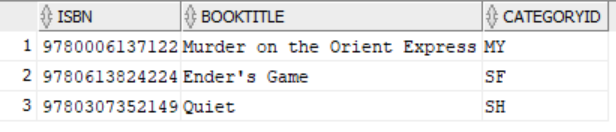 ISBN BOOKTITLE CATEGORYID
1 9780006137122 Murder on the Orient Express MY
2 9780613824224 Ender's Game SF
3 9780307352149 Quiet SH